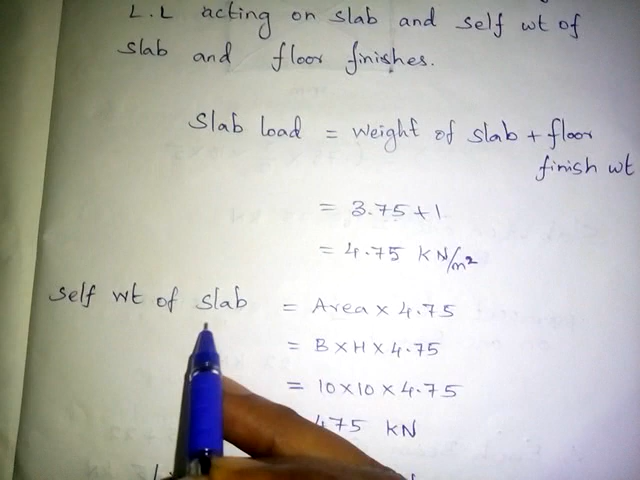 L.L acting on slab and self wt of
slab and floor finishes.
Slab load = weight of slab + floor
finish wt
= 3.75+1
= 4.75 KN/m²
self wt of slab = Area × 4.75
= B×H×4.75
= 10×10×4.75
475 KN